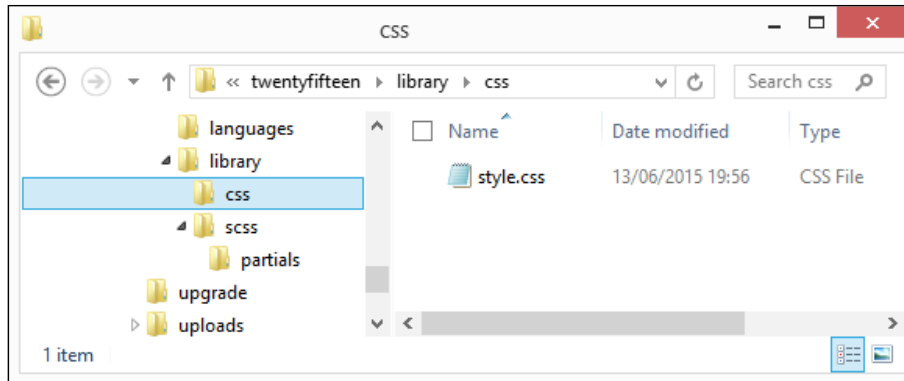 css
« twentyfifteen library css
Search css
languages
library
css
scss
partials
upgrade
uploads
Name Date modified Type
style.css 13/06/2015 19:56 CSS File
1 item